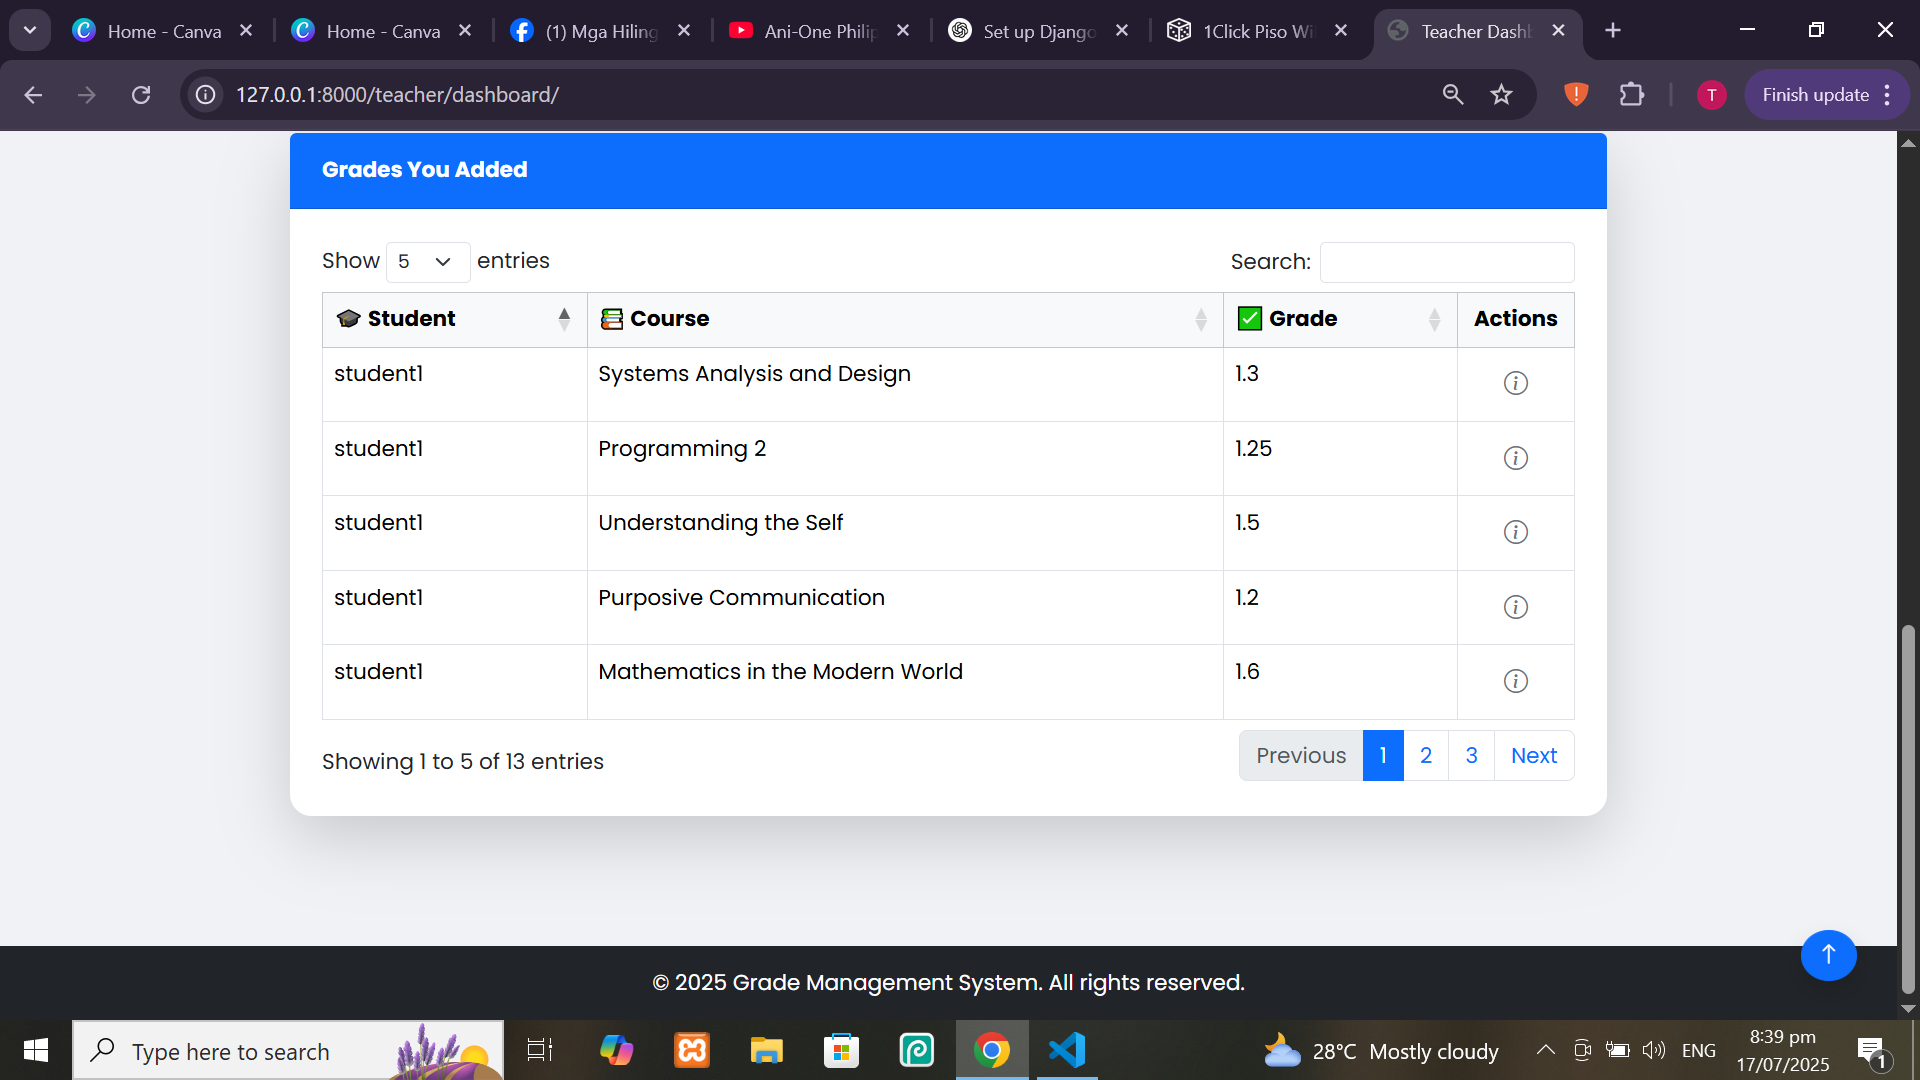 Home - Canva
Home - Canva
(1) Mga Hiling
Ani-One Philip
Set up Django
1Click Piso Wi
Teacher Dashb
127.0.0.1:8000/teacher/dashboard/
T
Finish update
Grades You Added
Show 5 entries
Search:
Student Course Grade Actions
student1 Systems Analysis and Design 1.3
student1 Programming 2 1.25
student1 Understanding the Self 1.5
student1 Purposive Communication 1.2
student1 Mathematics in the Modern World 1.6
Showing 1 to 5 of 13 entries
Previous 1 2 3 Next
© 2025 Grade Management System. All rights reserved.
Type here to search
28°C Mostly cloudy
ENG
8:39 pm
17/07/2025
1